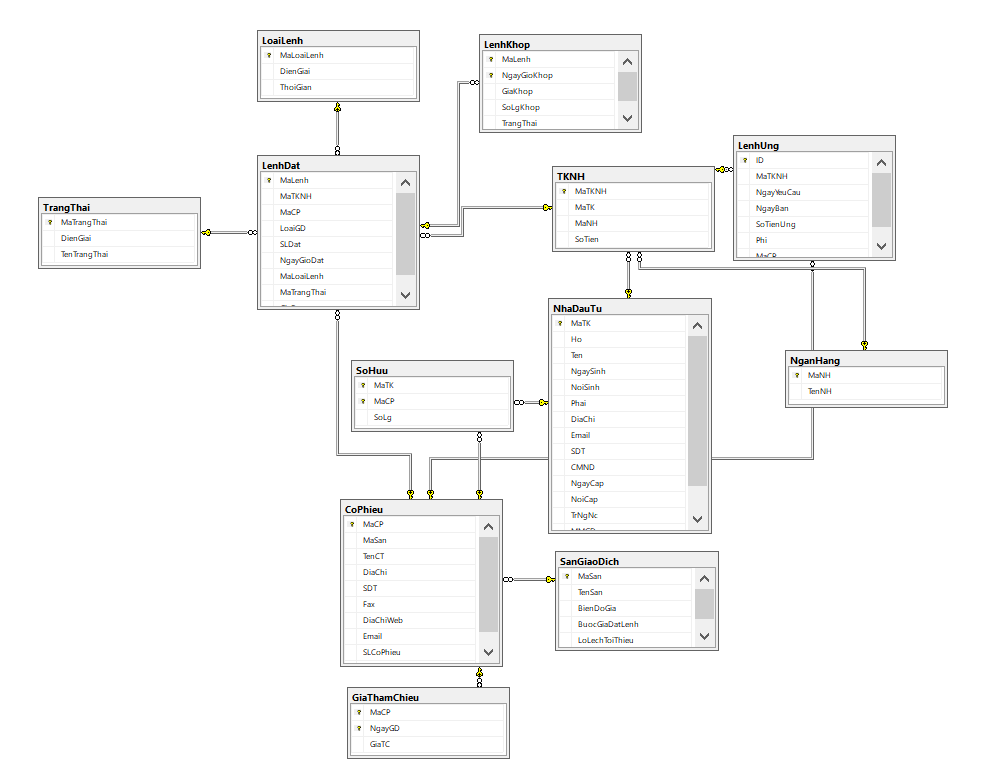 LoaiLenh
MaLoaiLenh
DienGiai
ThoiGian
LenhKhop
MaLenh
NgayGioKhop
GiaKhop
SoLgKhop
TrangThai
LenhUng
ID
MaTKNH
NgayYeuCau
NgayBan
SoTienUng
Phi
MaCP
LenhDat
MaLenh
MaTKNH
MaCP
LoaiGD
SLDat
NgayGioDat
MaLoaiLenh
MaTrangThai
TKNH
MaTKNH
MaTK
MaNH
SoTien
TrangThai
MaTrangThai
DienGiai
TenTrangThai
NhaDauTu
MaTK
Ho
Ten
NgaySinh
NoiSinh
Phai
DiaChi
Email
SDT
CMND
NgayCap
NoiCap
TrNgNc
NganHang
MaNH
TenNH
SoHuu
MaTK
MaCP
SoLg
CoPhieu
MaCP
MaSan
TenCT
DiaChi
SDT
Fax
DiaChiWeb
Email
SLCoPhieu
SanGiaoDich
MaSan
TenSan
BienDoGia
BuocGiaDatLenh
LoLechToiThieu
GiaThamChieu
MaCP
NgayGD
GiaTC